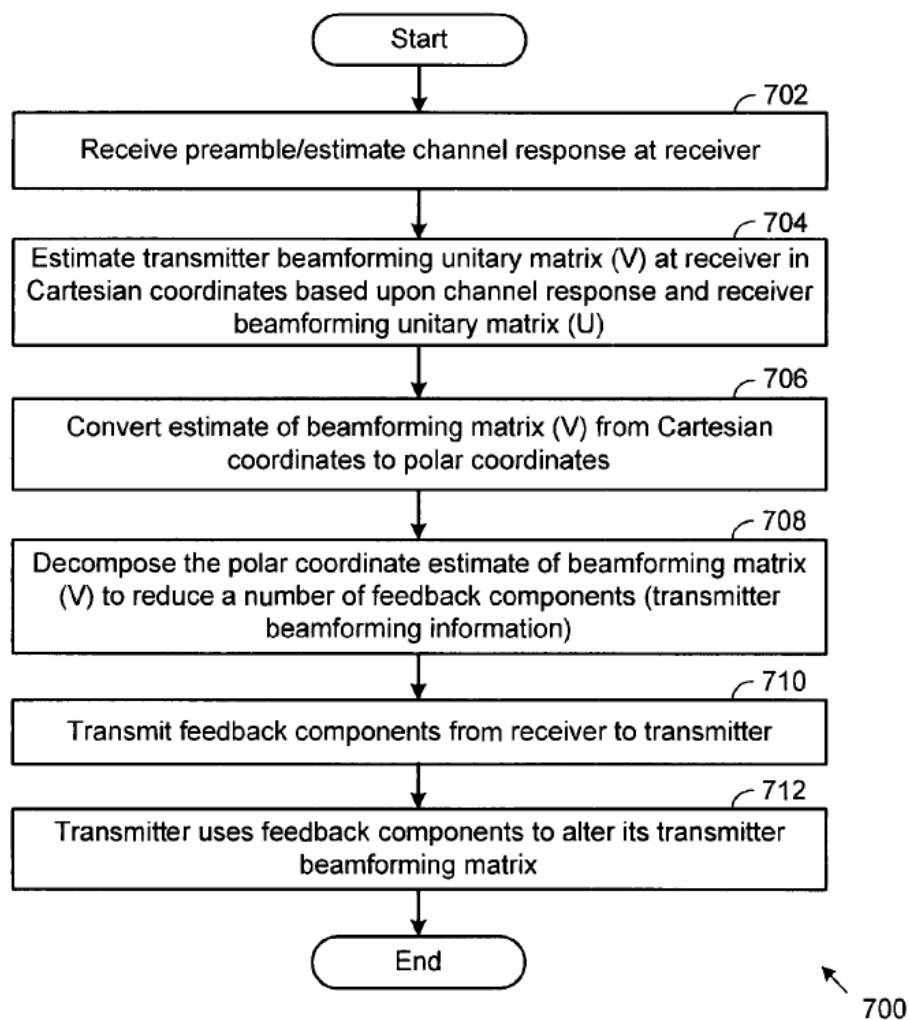 Start
702
Receive preamble/estimate channel response at receiver
704
Estimate transmitter beamforming unitary matrix (V) at receiver in
Cartesian coordinates based upon channel response and receiver
beamforming unitary matrix (U)
706
Convert estimate of beamforming matrix (V) from Cartesian
coordinates to polar coordinates
708
Decompose the polar coordinate estimate of beamforming matrix
(V) to reduce a number of feedback components (transmitter
beamforming information)
710
Transmit feedback components from receiver to transmitter
712
Transmitter uses feedback components to alter its transmitter
beamforming matrix
End
700